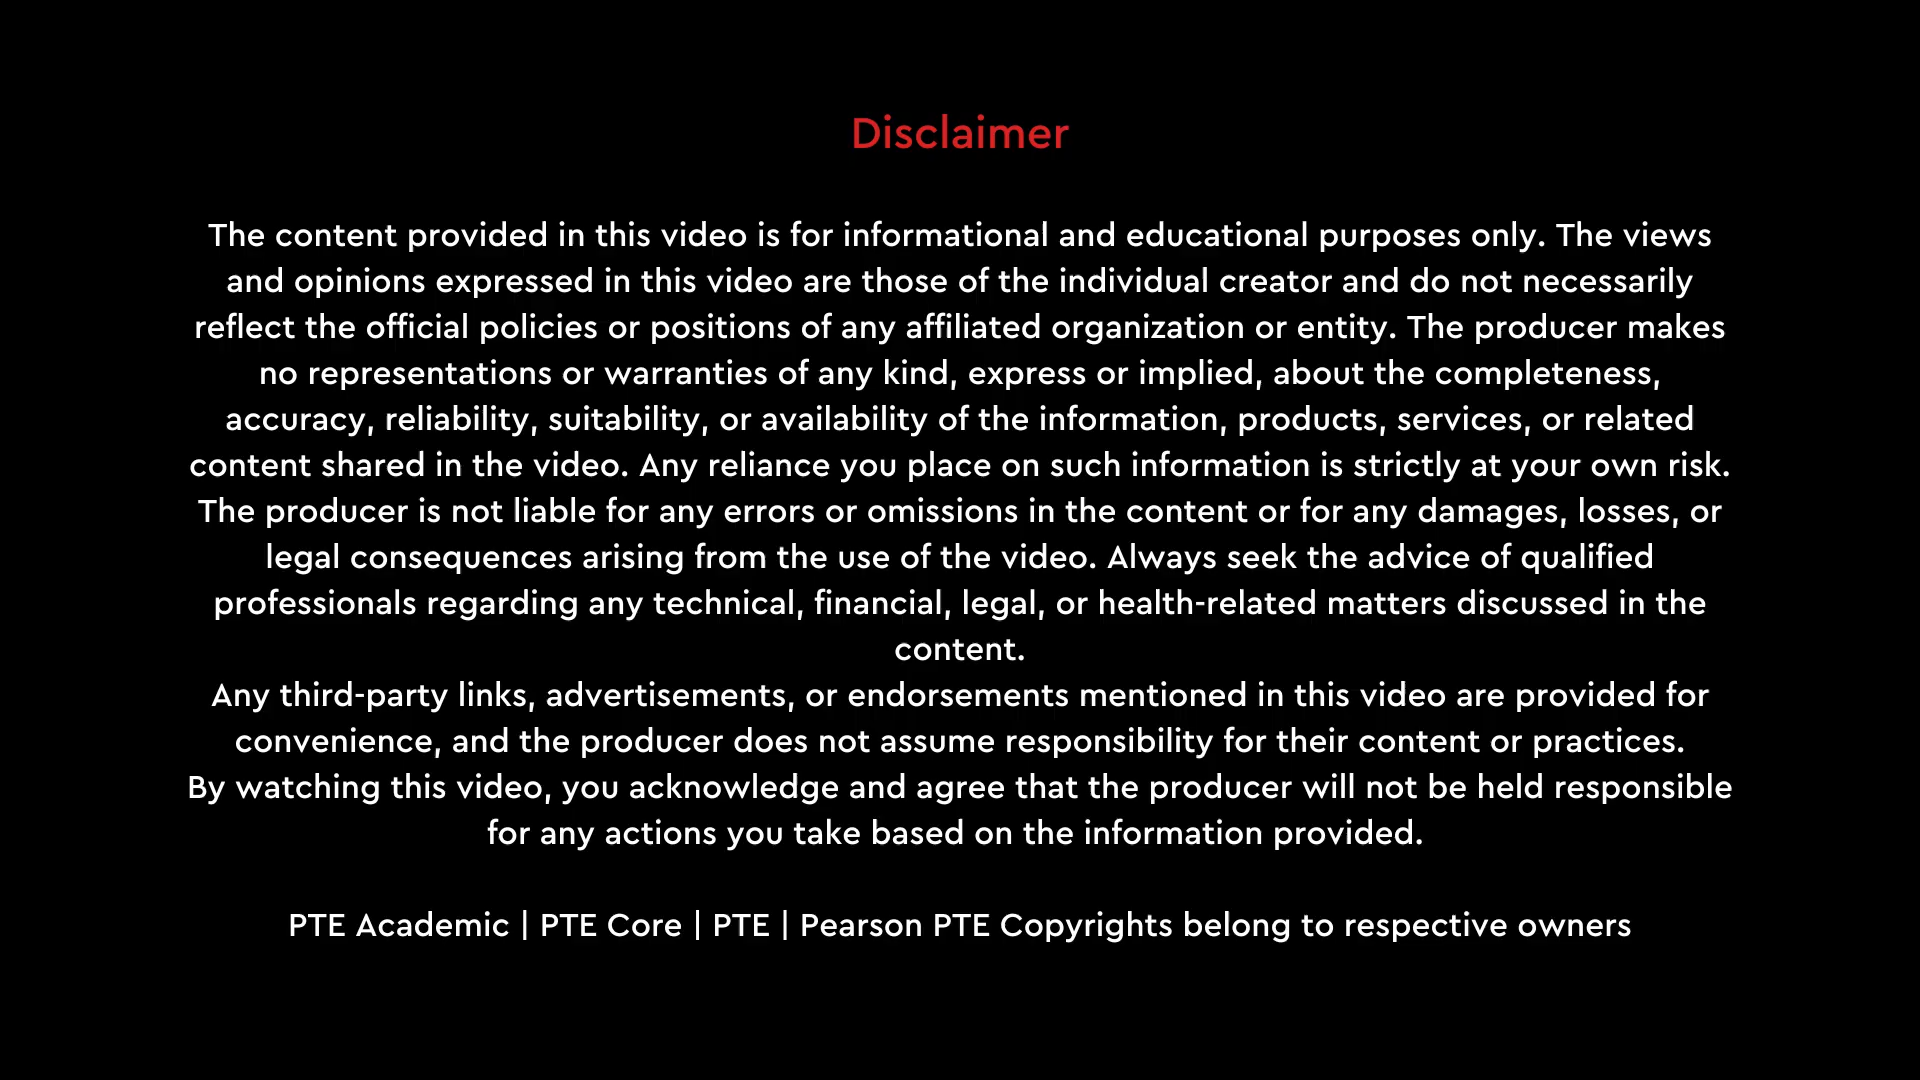 Disclaimer
The content provided in this video is for informational and educational purposes only. The views
and opinions expressed in this video are those of the individual creator and do not necessarily
reflect the official policies or positions of any affiliated organization or entity. The producer makes
no representations or warranties of any kind, express or implied, about the completeness,
accuracy, reliability, suitability, or availability of the information, products, services, or related
content shared in the video. Any reliance you place on such information is strictly at your own risk.
The producer is not liable for any errors or omissions in the content or for any damages, losses, or
legal consequences arising from the use of the video. Always seek the advice of qualified
professionals regarding any technical, financial, legal, or health-related matters discussed in the
content.
Any third-party links, advertisements, or endorsements mentioned in this video are provided for
convenience, and the producer does not assume responsibility for their content or practices.
By watching this video, you acknowledge and agree that the producer will not be held responsible
for any actions you take based on the information provided.
PTE Academic | PTE Core | PTE | Pearson PTE Copyrights belong to respective owners